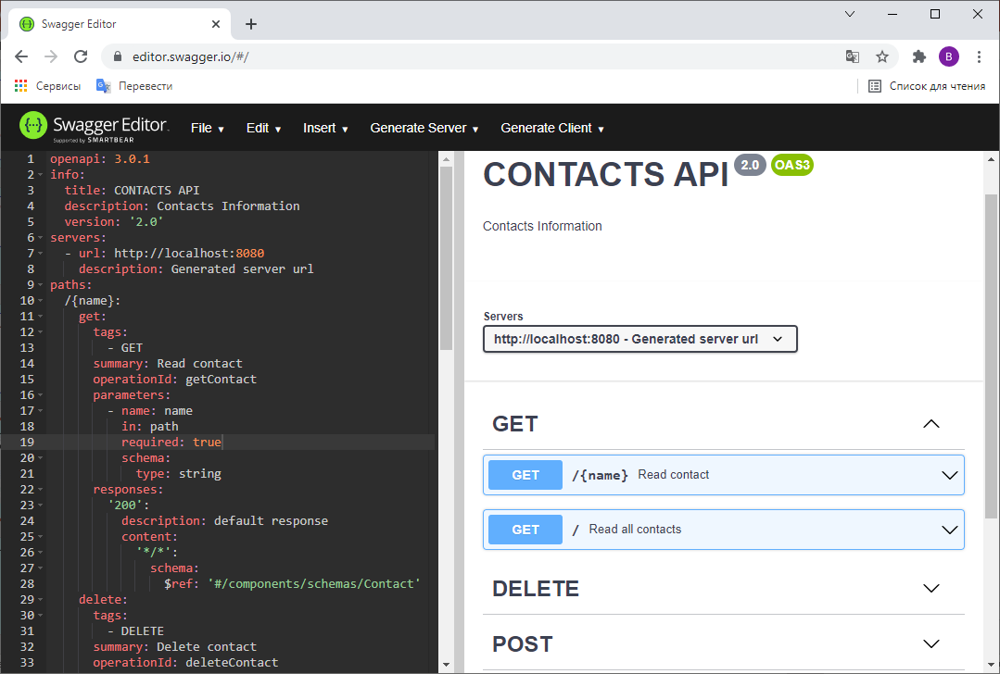 Swagger Editor
editor.swagger.io/#/
B
Сервисы
Перевести
Список для чтения
{···} Swagger Editor
Supported by SMARTBEAR
File ▾ Edit ▾ Insert ▾ Generate Server ▾ Generate Client ▾
1 openapi: 3.0.1
2 info:
3 title: CONTACTS API
4 description: Contacts Information
5 version: '2.0'
6 servers:
7 - url: http://localhost:8080
8 description: Generated server url
9 paths:
10 /{name}:
11 get:
12 tags:
13 - GET
14 summary: Read contact
15 operationId: getContact
16 parameters:
17 - name: name
18 in: path
19 required: true
20 schema:
21 type: string
22 responses:
23 '200':
24 description: default response
25 content:
26 '*/*':
27 schema:
28 $ref: '#/components/schemas/Contact'
29 delete:
30 tags:
31 - DELETE
32 summary: Delete contact
33 operationId: deleteContact
CONTACTS API 2.0 OAS3
Contacts Information
Servers
http://localhost:8080 - Generated server url
GET
GET /{name} Read contact
GET / Read all contacts
DELETE
POST